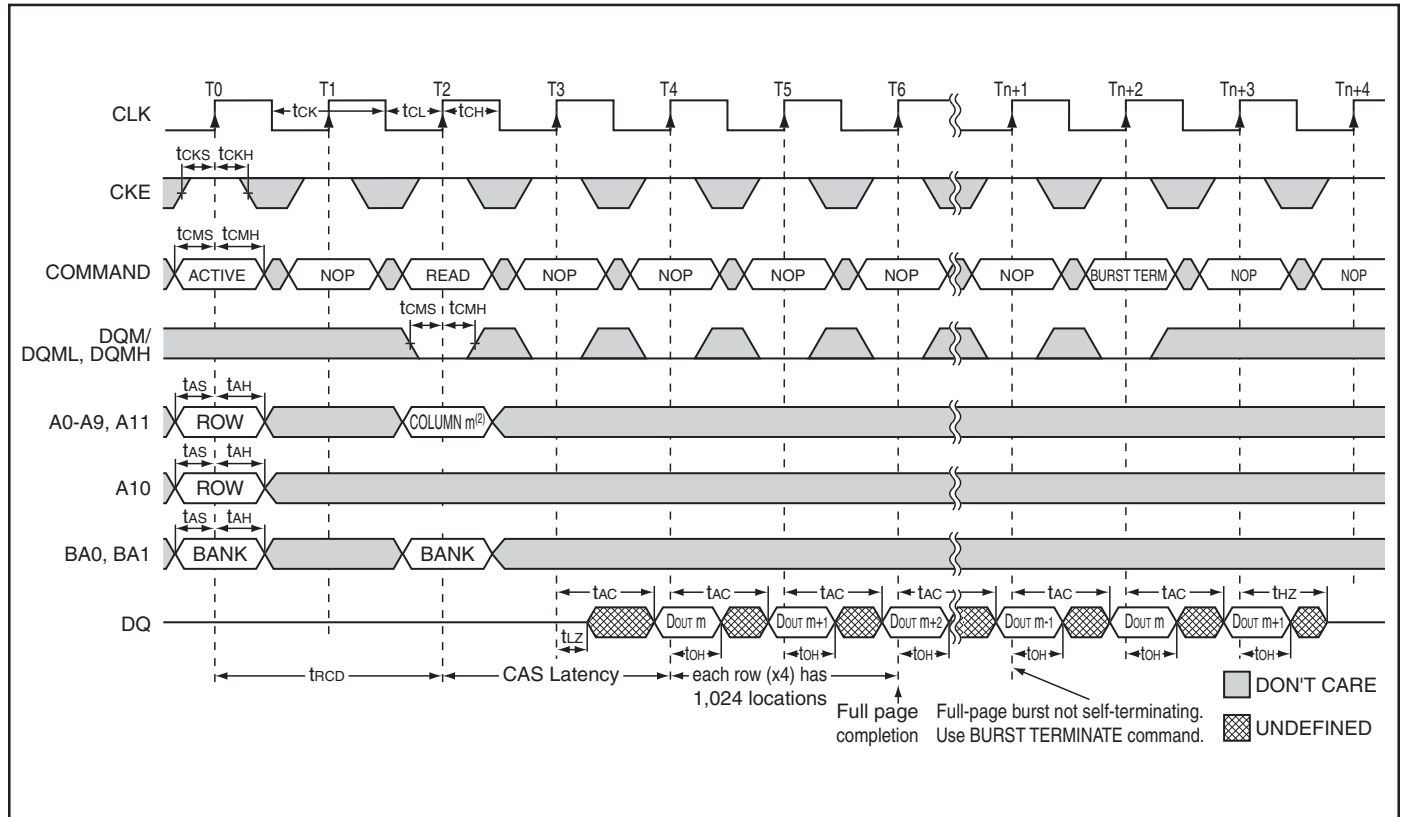 T0 T1 T2 T3 T4 T5 T6 Tn+1 Tn+2 Tn+3 Tn+4
CLK
tCK tCL tCH
tCKS tCKH
CKE
tCMS tCMH
COMMAND
ACTIVE NOP READ NOP NOP NOP NOP NOP BURST TERM NOP NOP
tCMS tCMH
DQM/
DQML, DQMH
tAS tAH
A0-A9, A11
ROW COLUMN m(2)
tAS tAH
A10
ROW
tAS tAH
BA0, BA1
BANK BANK
tAC tAC tAC tAC tAC tAC tHZ
DQ
DOUT m DOUT m+1 DOUT m+2 DOUT m-1 DOUT m DOUT m+1
tLZ
tOH tOH tOH tOH tOH tOH
tRCD
CAS Latency
each row (x4) has
1,024 locations
Full page
completion
Full-page burst not self-terminating.
Use BURST TERMINATE command.
DON'T CARE
UNDEFINED